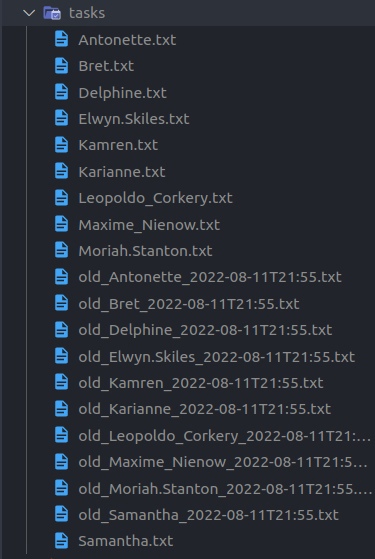 tasks
Antonette.txt
Bret.txt
Delphine.txt
Elwyn.Skiles.txt
Kamren.txt
Karianne.txt
Leopoldo_Corkery.txt
Maxime_Nienow.txt
Moriah.Stanton.txt
old_Antonette_2022-08-11T21:55.txt
old_Bret_2022-08-11T21:55.txt
old_Delphine_2022-08-11T21:55.txt
old_Elwyn.Skiles_2022-08-11T21:55.txt
old_Kamren_2022-08-11T21:55.txt
old_Karianne_2022-08-11T21:55.txt
old_Leopoldo_Corkery_2022-08-11T21:...
old_Maxime_Nienow_2022-08-11T21:5...
old_Moriah.Stanton_2022-08-11T21:55....
old_Samantha_2022-08-11T21:55.txt
Samantha.txt